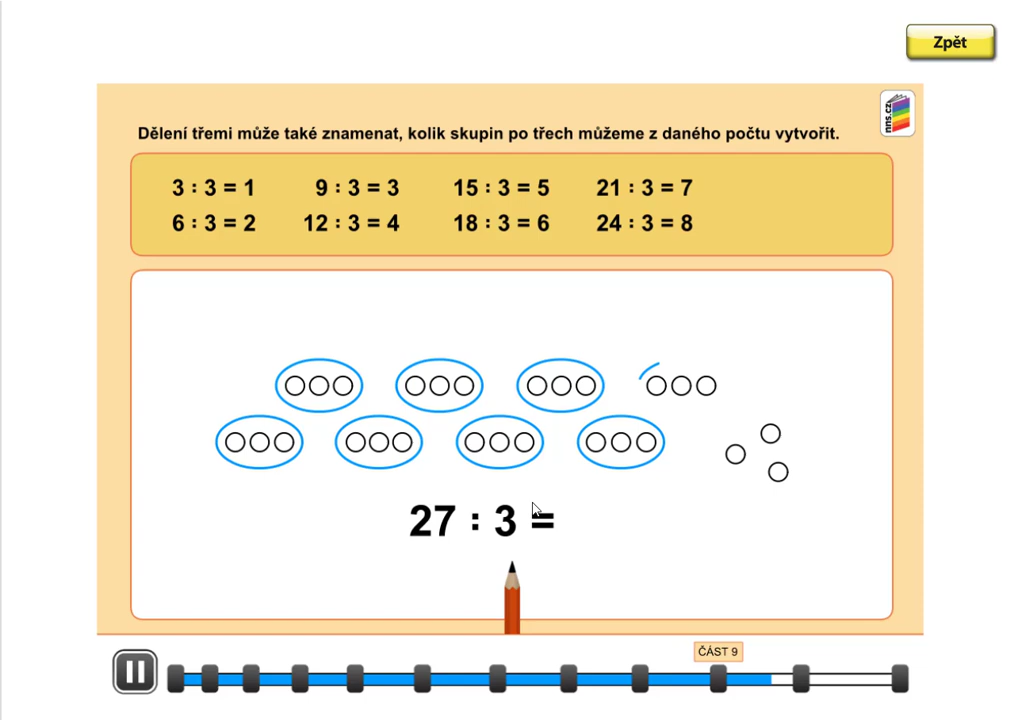 Zpět
nns.cz
Dělení třemi může také znamenat, kolik skupin po třech můžeme z daného počtu vytvořit.
3 : 3 = 1 9 : 3 = 3 15 : 3 = 5 21 : 3 = 7
6 : 3 = 2 12 : 3 = 4 18 : 3 = 6 24 : 3 = 8
27 : 3 =
ČÁST 9